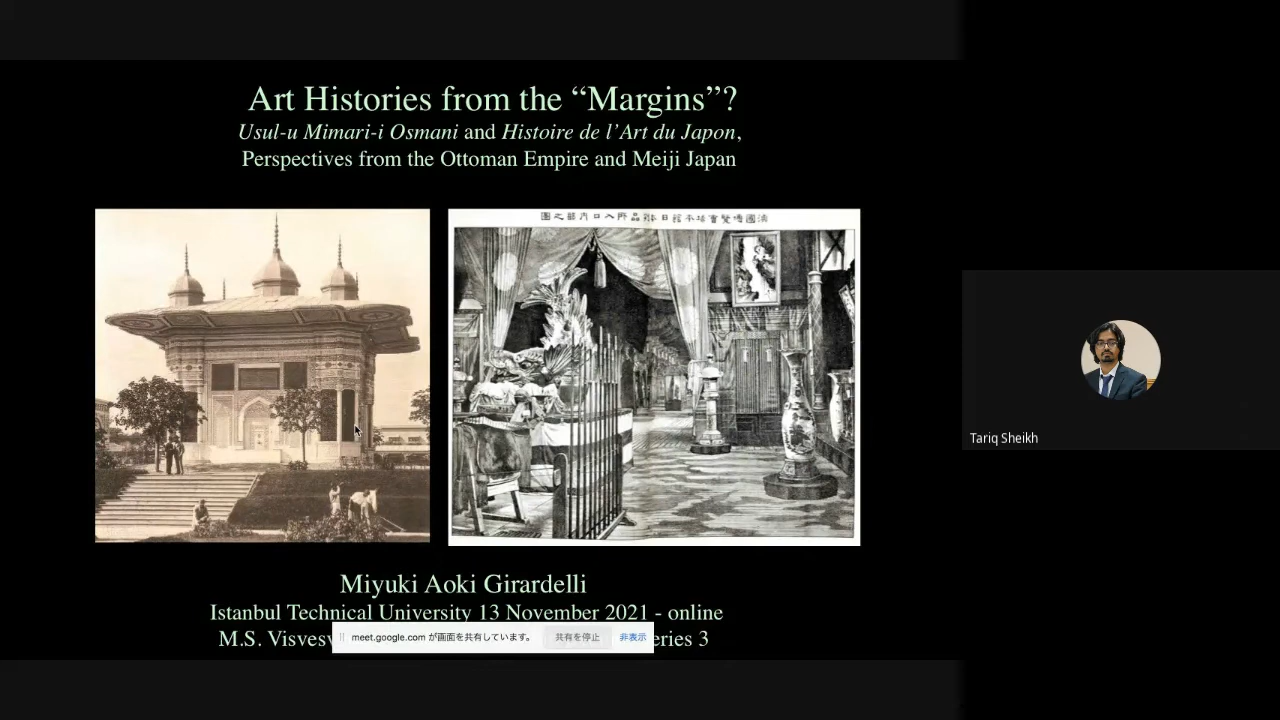 Art Histories from the “Margins”?
Usul-u Mimari-i Osmani and Histoire de l’Art du Japon,
Perspectives from the Ottoman Empire and Meiji Japan
Miyuki Aoki Girardelli
Istanbul Technical University 13 November 2021 - online
M.S. eries 3
meet.google.com が画面を共有しています。 共有を停止 非表示
Tariq Sheikh